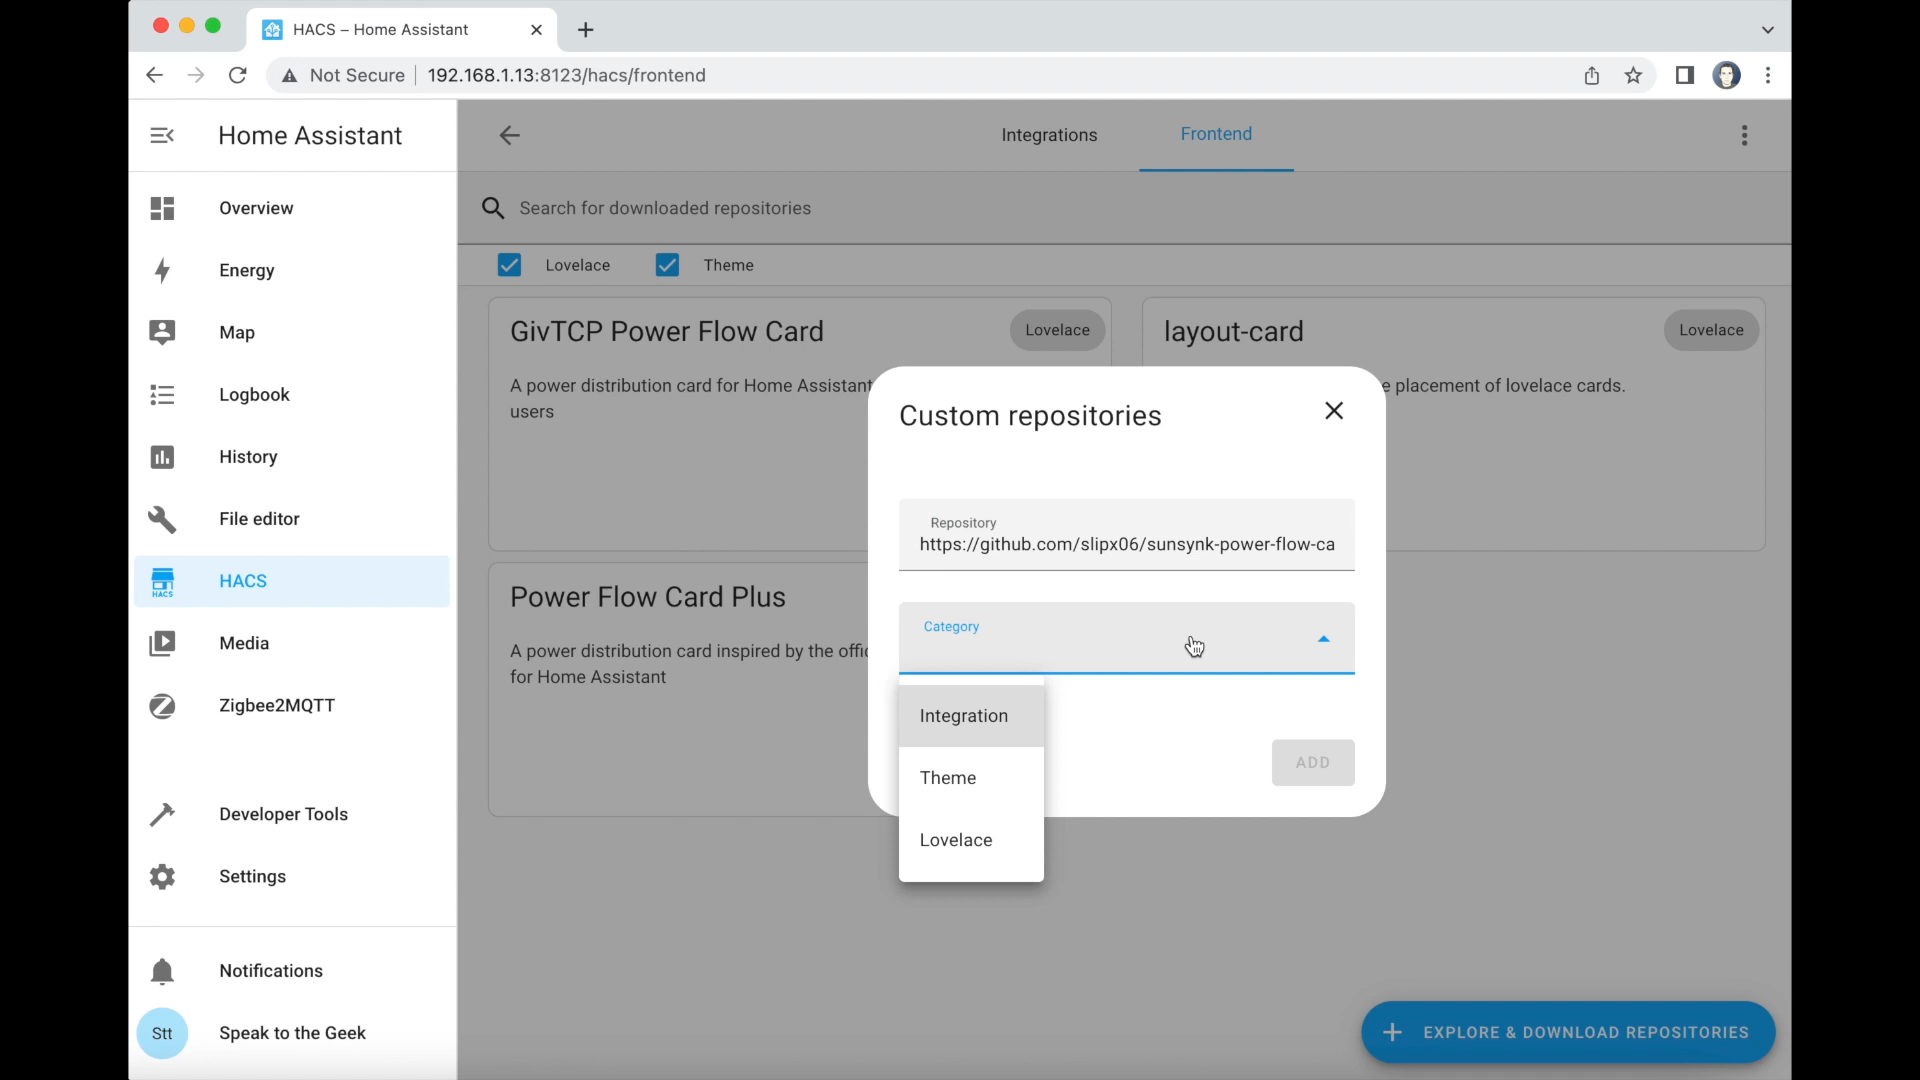 HACS – Home Assistant
Not Secure
192.168.1.13:8123/hacs/frontend
Home Assistant
Integrations
Frontend
Overview
Search for downloaded repositories
Energy
Lovelace
Theme
Map
GivTCP Power Flow Card
Lovelace
layout-card
Lovelace
Logbook
A power distribution card for Home Assistant
users
e placement of lovelace cards.
History
Custom repositories
File editor
Repository
https://github.com/slipx06/sunsynk-power-flow-ca
HACS
HACS
Power Flow Card Plus
Category
Media
A power distribution card inspired by the offic
for Home Assistant
Zigbee2MQTT
Integration
Theme
Lovelace
ADD
Developer Tools
Settings
Notifications
Stt
Speak to the Geek
EXPLORE & DOWNLOAD REPOSITORIES